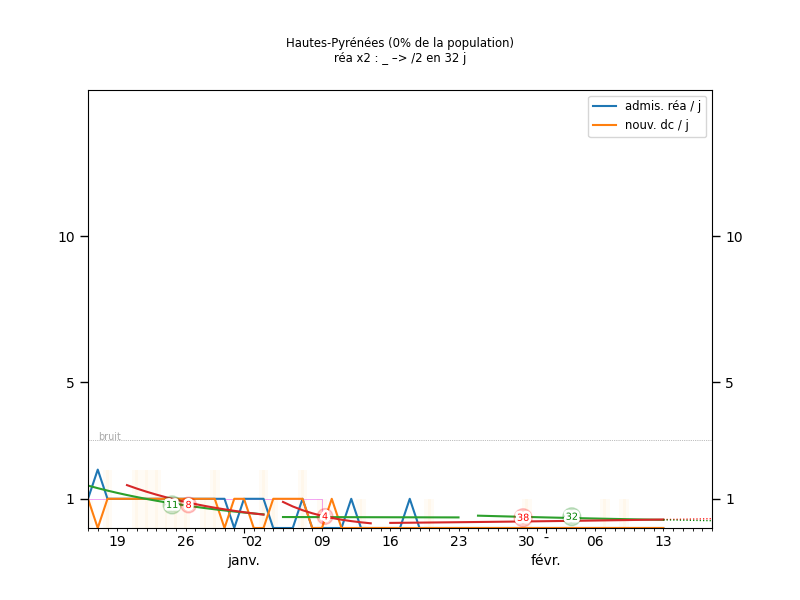 Hautes-Pyrénées (0% de la population)
réa x2 : _ –> /2 en 32 j
admis. réa / j
nouv. dc / j
10
10
5
5
bruit
1
1
11
8
4
38
32
19
26
02
09
16
23
30
06
13
janv.
févr.